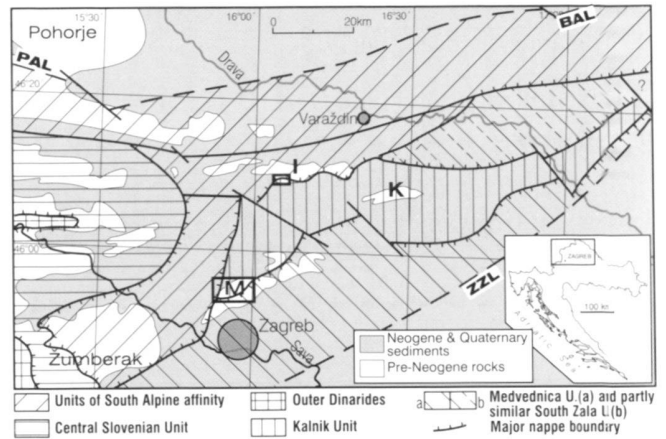 15°30'
16°00'
16°30'
0 20km
Pohorje
BAL
PAL
Drava
46°20
Varaždin
?
I
K
46°00
M
ZZL
Zagreb
Sava
Žumberak
ZAGREB
100 km
Adriatic Sea
Neogene & Quaternary
sediments
Pre-Neogene rocks
Units of South Alpine affinity
Outer Dinarides
a b Medvednica U.(a) and partly
similar South Zala U.(b)
Central Slovenian Unit
Kalnik Unit
Major nappe boundary